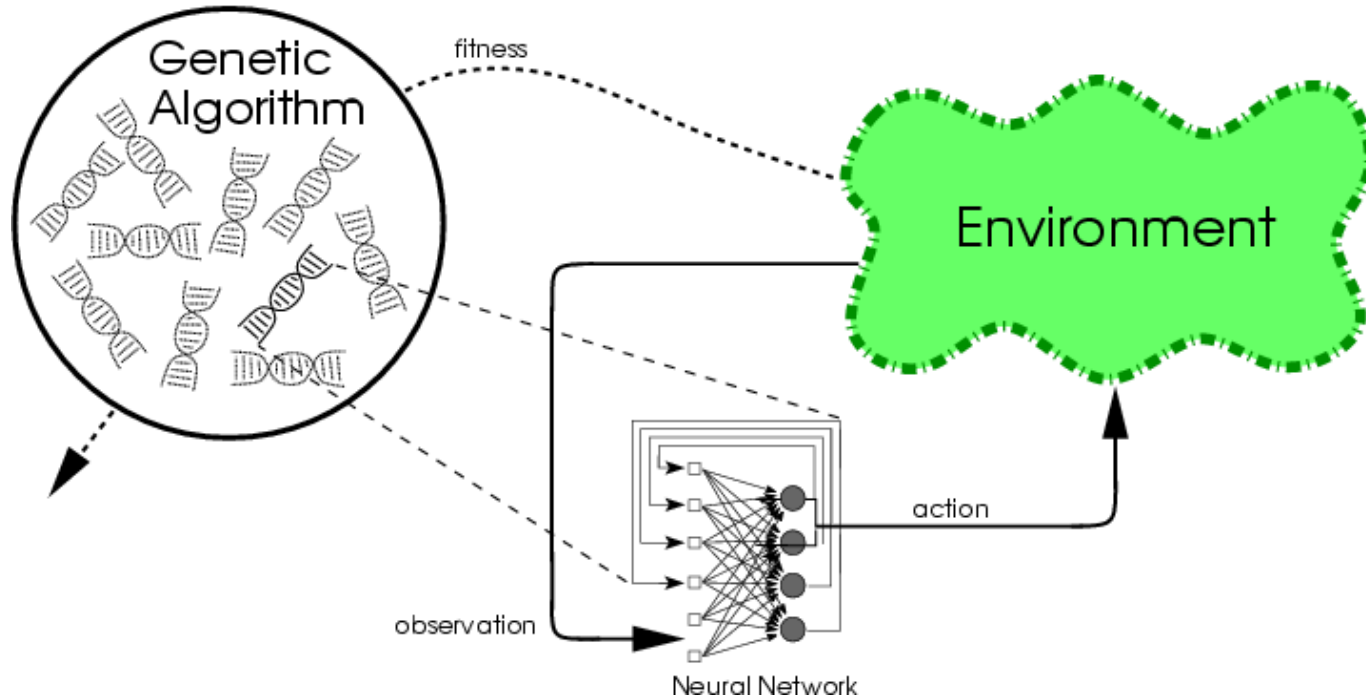 Genetic
Algorithm
fitness
Environment
action
observation
Neural Network